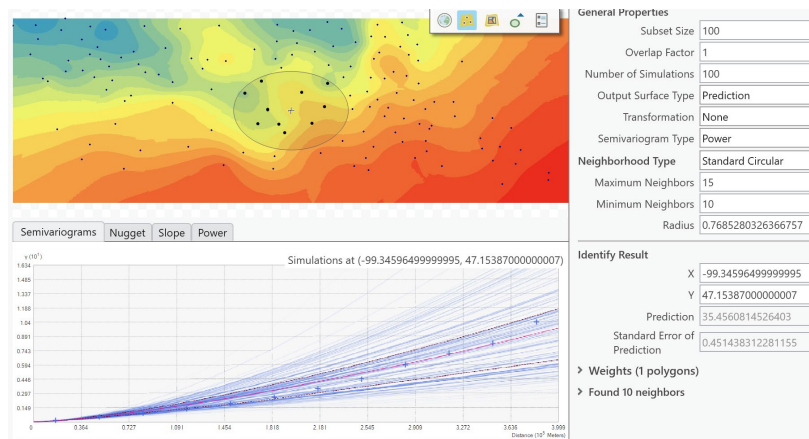 General Properties
Subset Size 100
Overlap Factor 1
Number of Simulations 100
Output Surface Type Prediction
Transformation None
Semivariogram Type Power
Neighborhood Type Standard Circular
Maximum Neighbors 15
Minimum Neighbors 10
Radius 0.7685280326366757
Identify Result
X -99.34596499999995
Y 47.15387000000007
Prediction 35.4560814526403
Standard Error of
Prediction 0.451438312281155
Weights (1 polygons)
Found 10 neighbors
Semivariograms Nugget Slope Power
Simulations at (-99.34596499999995, 47.15387000000007)
γ (10¹)
1.634
1.485
1.337
1.188
1.04
0.891
0.743
0.594
0.446
0.297
0.149
0 0.364 0.727 1.091 1.454 1.818 2.181 2.545 2.909 3.272 3.636 3.999
Distance (10⁵ Meters)